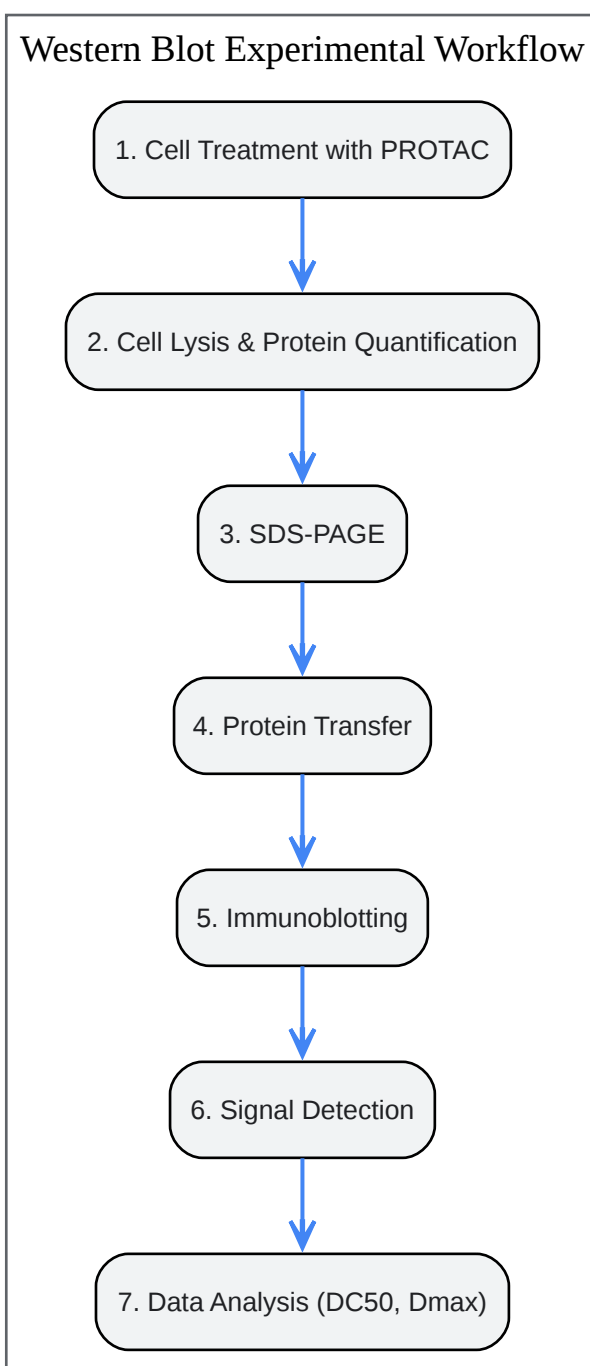 Western Blot Experimental Workflow
1. Cell Treatment with PROTAC
2. Cell Lysis & Protein Quantification
3. SDS-PAGE
4. Protein Transfer
5. Immunoblotting
6. Signal Detection
7. Data Analysis (DC50, Dmax)